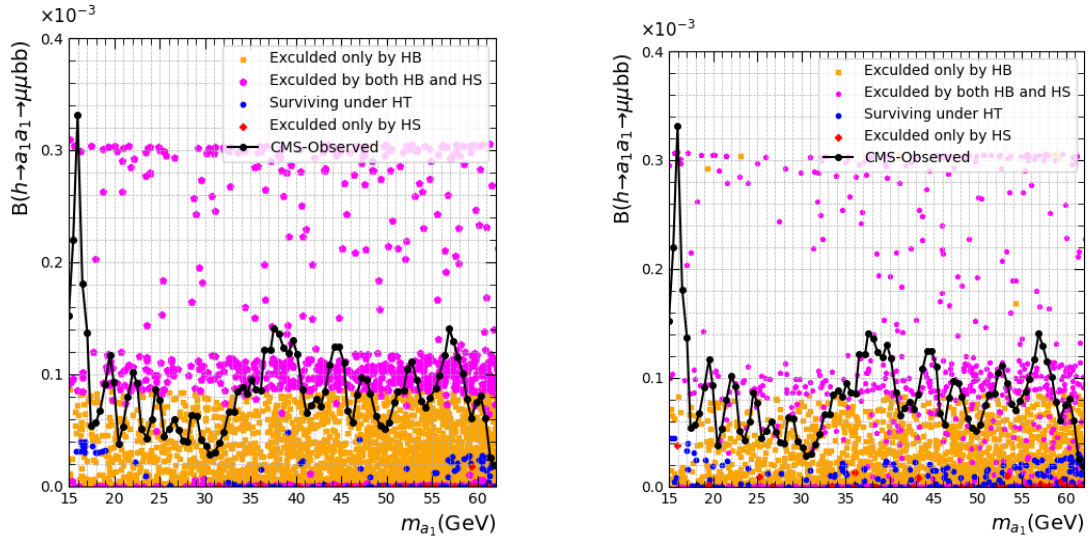 ×10⁻³
0.4
0.3
0.2
0.1
0.0
B(h→a₁a₁→μμbb)
Exculded only by HB
Exculded by both HB and HS
Surviving under HT
Exculded only by HS
CMS-Observed
15 20 25 30 35 40 45 50 55 60
mₐ₁(GeV)
×10⁻³
0.4
0.3
0.2
0.1
0.0
B(h→a₁a₁→μμbb)
Exculded only by HB
Exculded by both HB and HS
Surviving under HT
Exculded only by HS
CMS-Observed
15 20 25 30 35 40 45 50 55 60
mₐ₁(GeV)